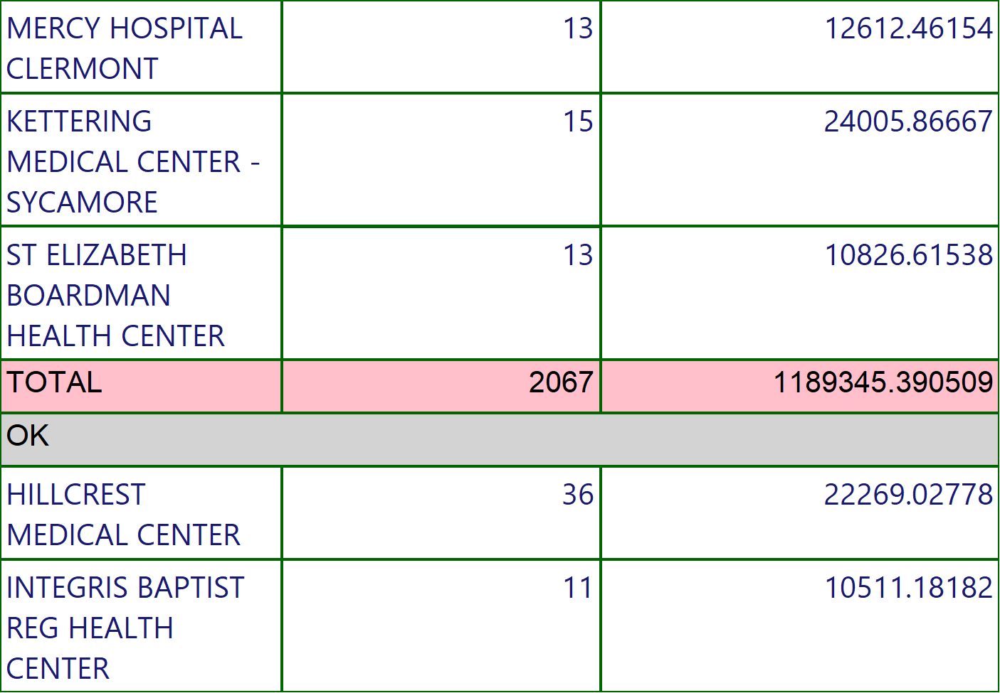 MERCY HOSPITAL 13 12612.46154
CLERMONT
KETTERING 15 24005.86667
MEDICAL CENTER -
SYCAMORE
ST ELIZABETH 13 10826.61538
BOARDMAN
HEALTH CENTER
TOTAL 2067 1189345.390509
OK
HILLCREST 36 22269.02778
MEDICAL CENTER
INTEGRIS BAPTIST 11 10511.18182
REG HEALTH
CENTER